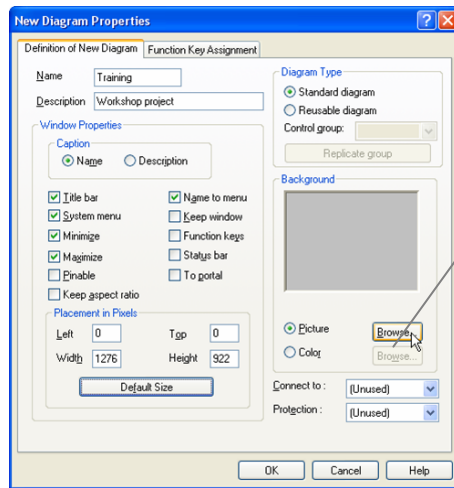 New Diagram Properties
Definition of New Diagram
Function Key Assignment
Name
Training
Description
Workshop project
Window Properties
Caption
Name
Description
Title bar
System menu
Minimize
Maximize
Pinable
Keep aspect ratio
Name to menu
Keep window
Function keys
Status bar
To portal
Placement in Pixels
Left
0
Top
0
Width
1276
Height
922
Default Size
Diagram Type
Standard diagram
Reusable diagram
Control group:
Replicate group
Background
Picture
Browse...
Color
Browse...
Connect to :
(Unused)
Protection :
(Unused)
OK
Cancel
Help